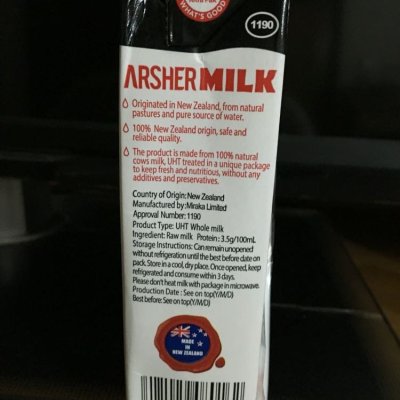 WHAT'S GOOD
1190
ARSHER MILK
Originated in New Zealand, from natural
pastures and pure source of water.
100% New Zealand origin, safe and
reliable quality.
The product is made from 100% natural
cows milk, UHT treated in a unique package
to keep fresh and nutritious, without any
additives and preservatives.
Country of Origin: New Zealand
Manufactured by: Miraka Limited
Approval Number: 1190
Product Type: UHT Whole milk
Ingredient: Raw milk Protein: 3.5g/100mL
Storage Instructions: Can remain unopened
without refrigeration until the best before date on
pack. Store in a cool, dry place. Once opened, keep
refrigerated and consume within 3 days.
Please don't heat milk with package in microwave.
Production Date : See on top(Y/M/D)
Best before: See on top(Y/M/D)
MADE
IN
NEW ZEALAND